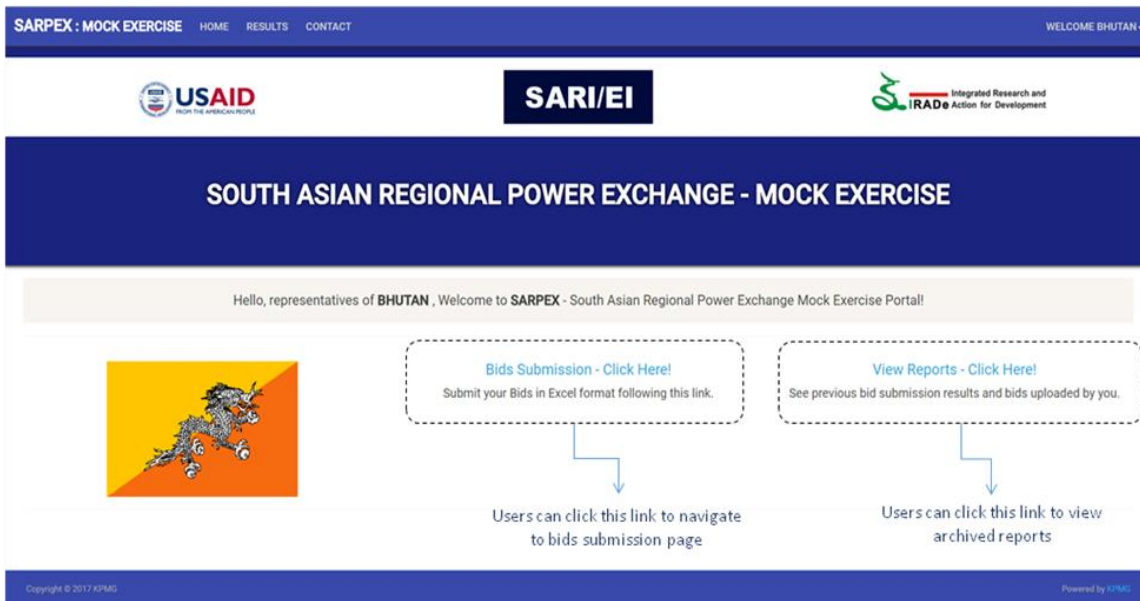 SARPEX : MOCK EXERCISE HOME RESULTS CONTACT WELCOME BHUTAN
USAID
FROM THE AMERICAN PEOPLE
SARI/EI
IRADe Integrated Research and
Action for Development
SOUTH ASIAN REGIONAL POWER EXCHANGE - MOCK EXERCISE
Hello, representatives of BHUTAN , Welcome to SARPEX - South Asian Regional Power Exchange Mock Exercise Portal!
Bids Submission - Click Here!
Submit your Bids in Excel format following this link.
View Reports - Click Here!
See previous bid submission results and bids uploaded by you.
Users can click this link to navigate
to bids submission page
Users can click this link to view
archived reports
Copyright © 2017 KPMG
Powered by KPMG